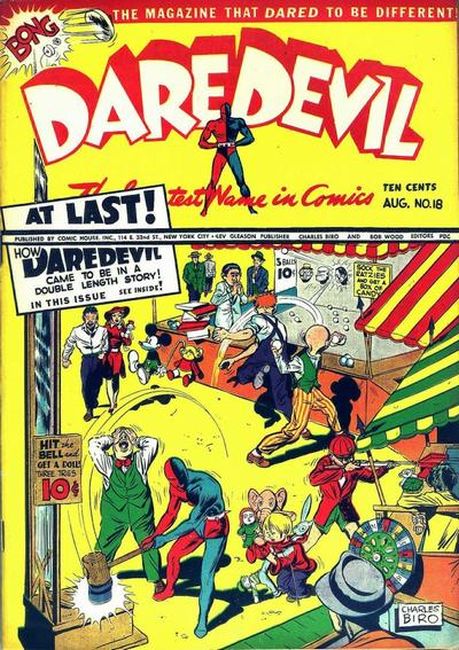 BONG
THE MAGAZINE THAT DARED TO BE DIFFERENT!
DAREDEVIL
The Greatest Name in Comics
TEN CENTS
AUG. NO.18
AT LAST!
PUBLISHED BY COMIC HOUSE, INC., 114 E. 32nd ST., NEW YORK CITY · LEV GLEASON PUBLISHER CHARLES BIRO AND BOB WOOD EDITORS PDC
HOW
DAREDEVIL
CAME TO BE IN A
DOUBLE LENGTH STORY!
IN THIS ISSUE SEE INSIDE!
5 BALLS
10¢
SOCK THE
RATZIES
AND GET A
BOX OF
CANDY
HIT the
BELL and
GET A DOLL!
THREE TRIES
10¢
CHARLES
BIRO